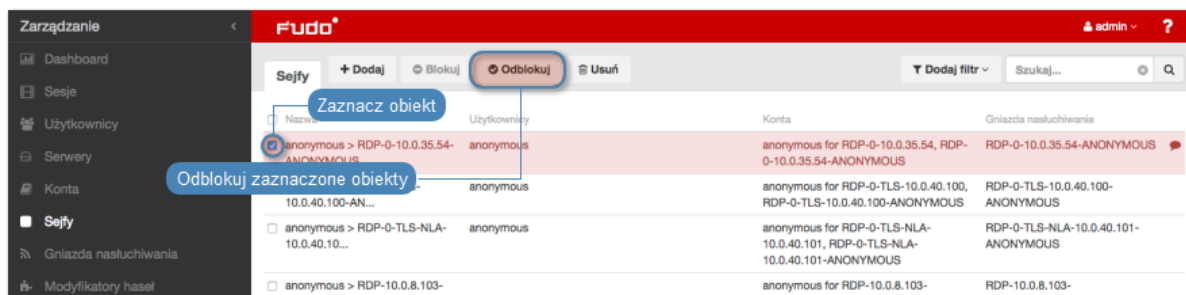 Zarządzanie
FUDO
admin
?
Dashboard
Sesje
Użytkownicy
Serwery
Konta
Sejfy
Gniazda nasłuchiwania
Modyfikatory haseł
Sejfy
+ Dodaj
Blokuj
Odblokuj
Usuń
Dodaj filtr
Szukaj...
Zaznacz obiekt
Nazwa
Użytkownicy
Konta
Gniazda nasłuchiwania
anonymous > RDP-0-10.0.35.54-
ANONYMOUS
anonymous
anonymous for RDP-0-10.0.35.54, RDP-
0-10.0.35.54-ANONYMOUS
RDP-0-10.0.35.54-ANONYMOUS
Odblokuj zaznaczone obiekty
10.0.40.100-AN...
anonymous
anonymous for RDP-0-TLS-10.0.40.100,
RDP-0-TLS-10.0.40.100-ANONYMOUS
RDP-0-TLS-10.0.40.100-
ANONYMOUS
anonymous > RDP-0-TLS-NLA-
10.0.40.10...
anonymous
anonymous for RDP-0-TLS-NLA-
10.0.40.101, RDP-0-TLS-NLA-
10.0.40.101-ANONYMOUS
RDP-0-TLS-NLA-10.0.40.101-
ANONYMOUS
anonymous > RDP-10.0.8.103-
anonymous for RDP-10.0.8.103-
RDP-10.0.8.103-